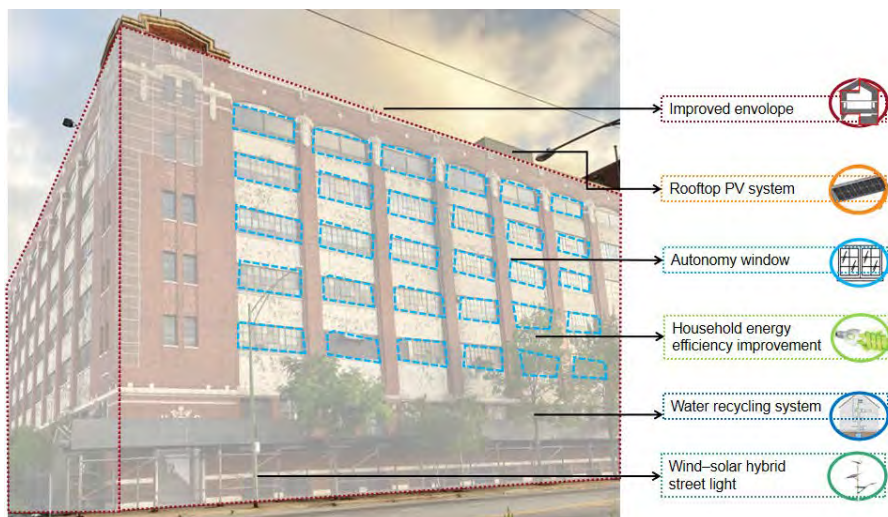 Improved envolope
Rooftop PV system
Autonomy window
Household energy
efficiency improvement
Water recycling system
Wind–solar hybrid
street light